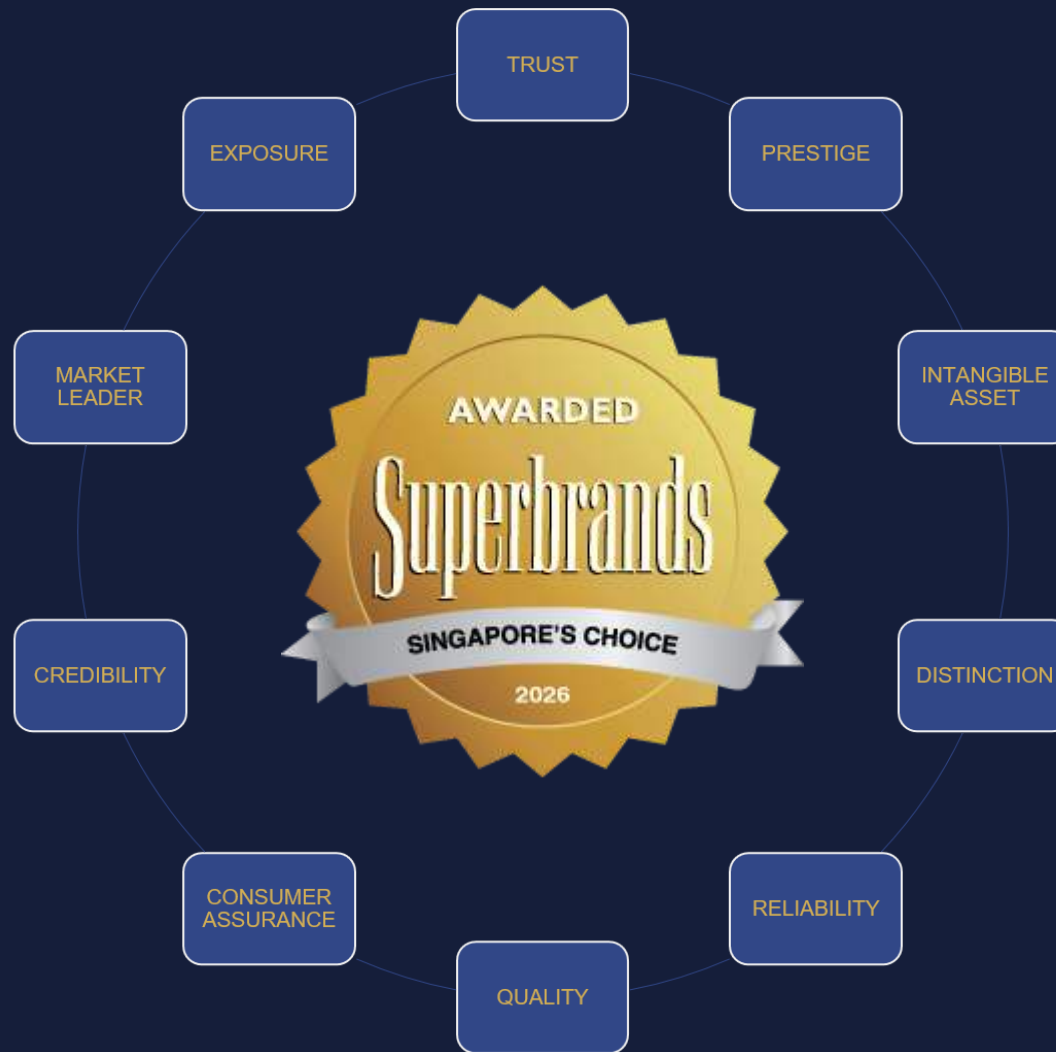 TRUST
EXPOSURE
PRESTIGE
MARKET
LEADER
INTANGIBLE
ASSET
AWARDED
Superbrands
SINGAPORE'S CHOICE
2026
CREDIBILITY
DISTINCTION
CONSUMER
ASSURANCE
RELIABILITY
QUALITY